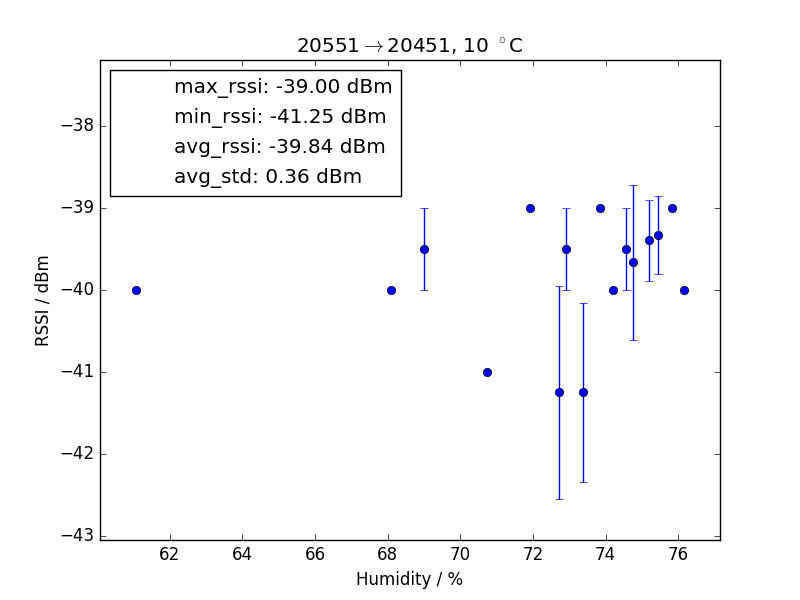 20551→20451, 10 °C
max_rssi: -39.00 dBm
min_rssi: -41.25 dBm
avg_rssi: -39.84 dBm
avg_std: 0.36 dBm
−38
−39
−40
−41
−42
−43
RSSI / dBm
62 64 66 68 70 72 74 76
Humidity / %